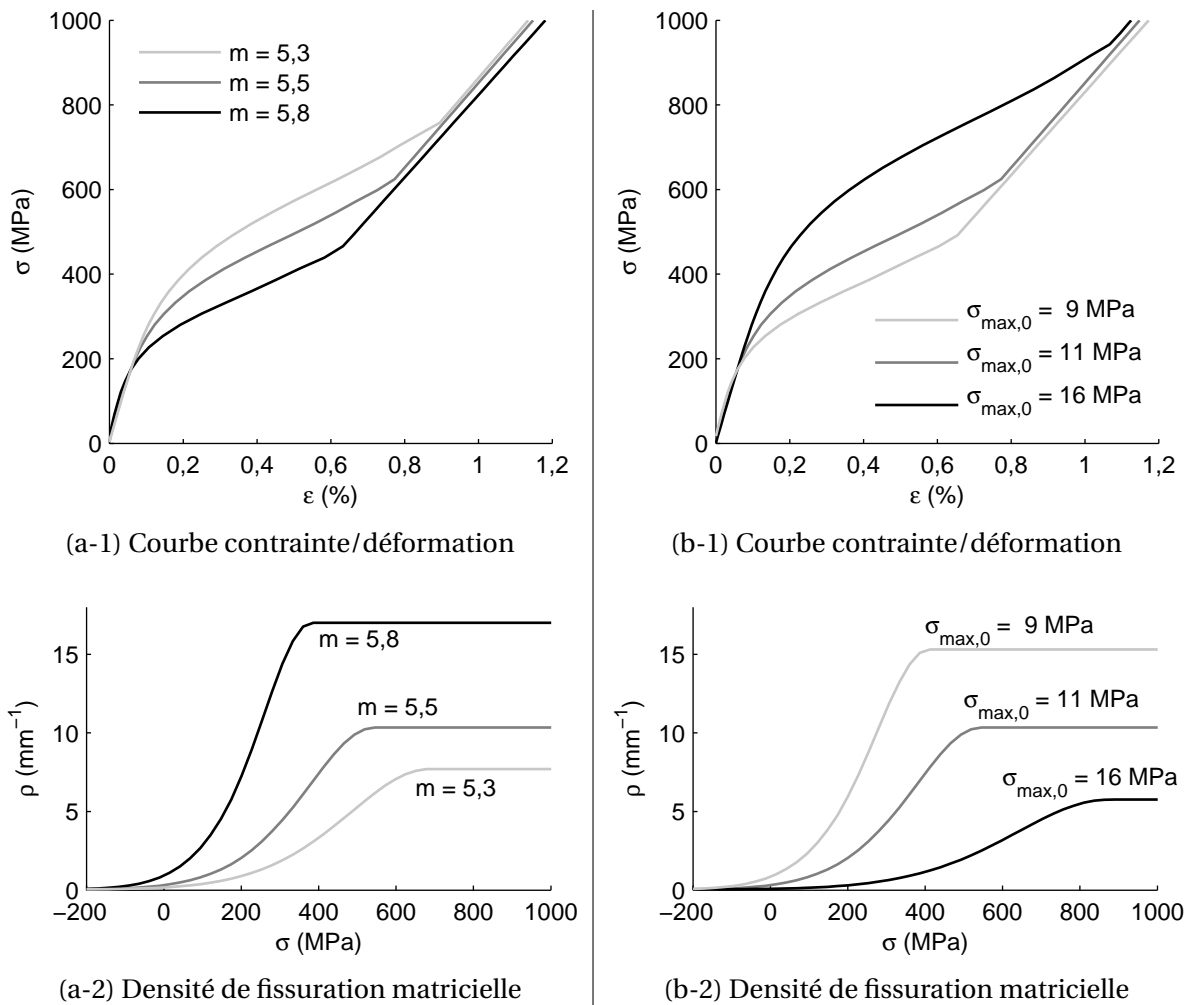 1000
800
600
400
200
0
σ (MPa)
m = 5,3
m = 5,5
m = 5,8
0 0,2 0,4 0,6 0,8 1 1,2
ε (%)
(a-1) Courbe contrainte/déformation
1000
800
600
400
200
0
σ (MPa)
σmax,0 = 9 MPa
σmax,0 = 11 MPa
σmax,0 = 16 MPa
0 0,2 0,4 0,6 0,8 1 1,2
ε (%)
(b-1) Courbe contrainte/déformation
15
10
5
0
ρ (mm−1)
m = 5,8
m = 5,5
m = 5,3
−200 0 200 400 600 800 1000
σ (MPa)
(a-2) Densité de fissuration matricielle
15
10
5
0
ρ (mm−1)
σmax,0 = 9 MPa
σmax,0 = 11 MPa
σmax,0 = 16 MPa
−200 0 200 400 600 800 1000
σ (MPa)
(b-2) Densité de fissuration matricielle